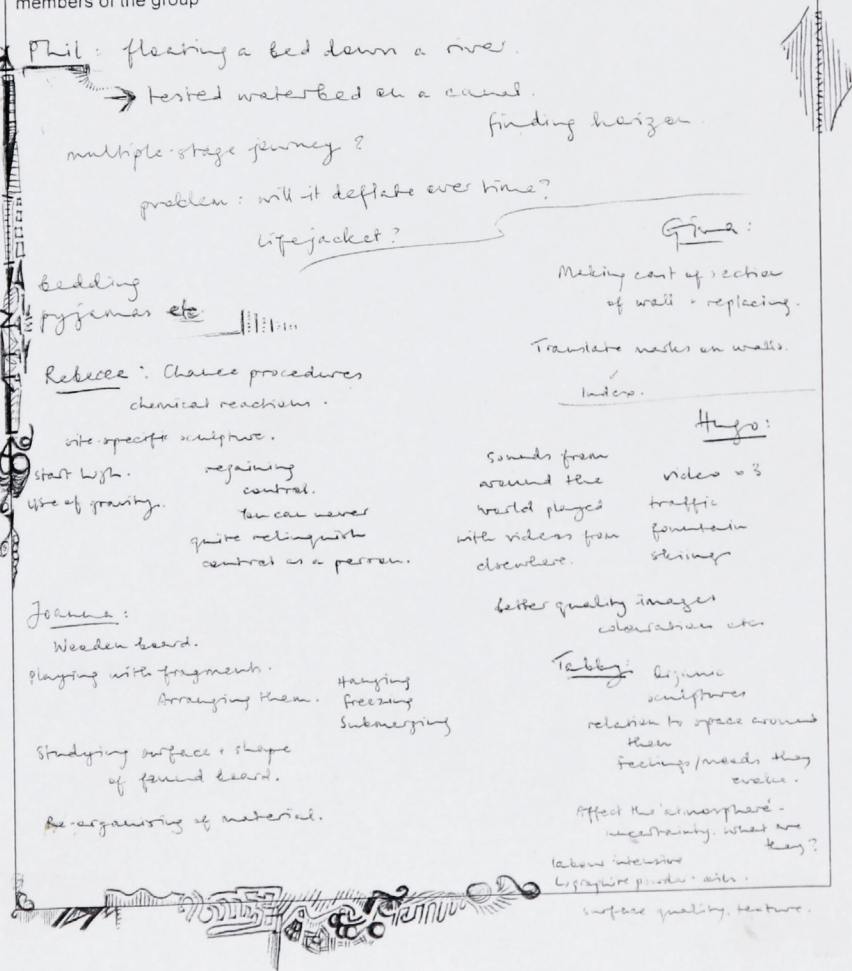 members of the group
Phil: floating a bed down a river.
→ tested waterbed on a canal.
finding horizon.
multiple-stage journey?
problem: will it deflate over time?
Lifejacket?
bedding
pyjamas etc
Rebecca: Chance procedures
chemical reactions.
site-specific sculpture.
start high.
Use of gravity.
regaining
control.
You can never
quite relinquish
control as a person.
Joanna:
Wooden board.
Playing with fragments.
Arranging them.
Hanging
Freezing
Submerging
Studying surface + shape
of found board.
Re-organising of material.
Making cast of section
of wall + replacing.
Translate marks on walls.
Index.
Hugo:
Sounds from
around the
world played
with videos from
elsewhere.
video x3
traffic
fountain
skiing
better quality images
colouration etc
Tabby: Organic
sculptures
relation to space around
them
feelings/moods they
evoke.
Affect the 'atmosphere' -
uncertainty. what are
they?
labour intensive
graphite powder
surface quality, texture.